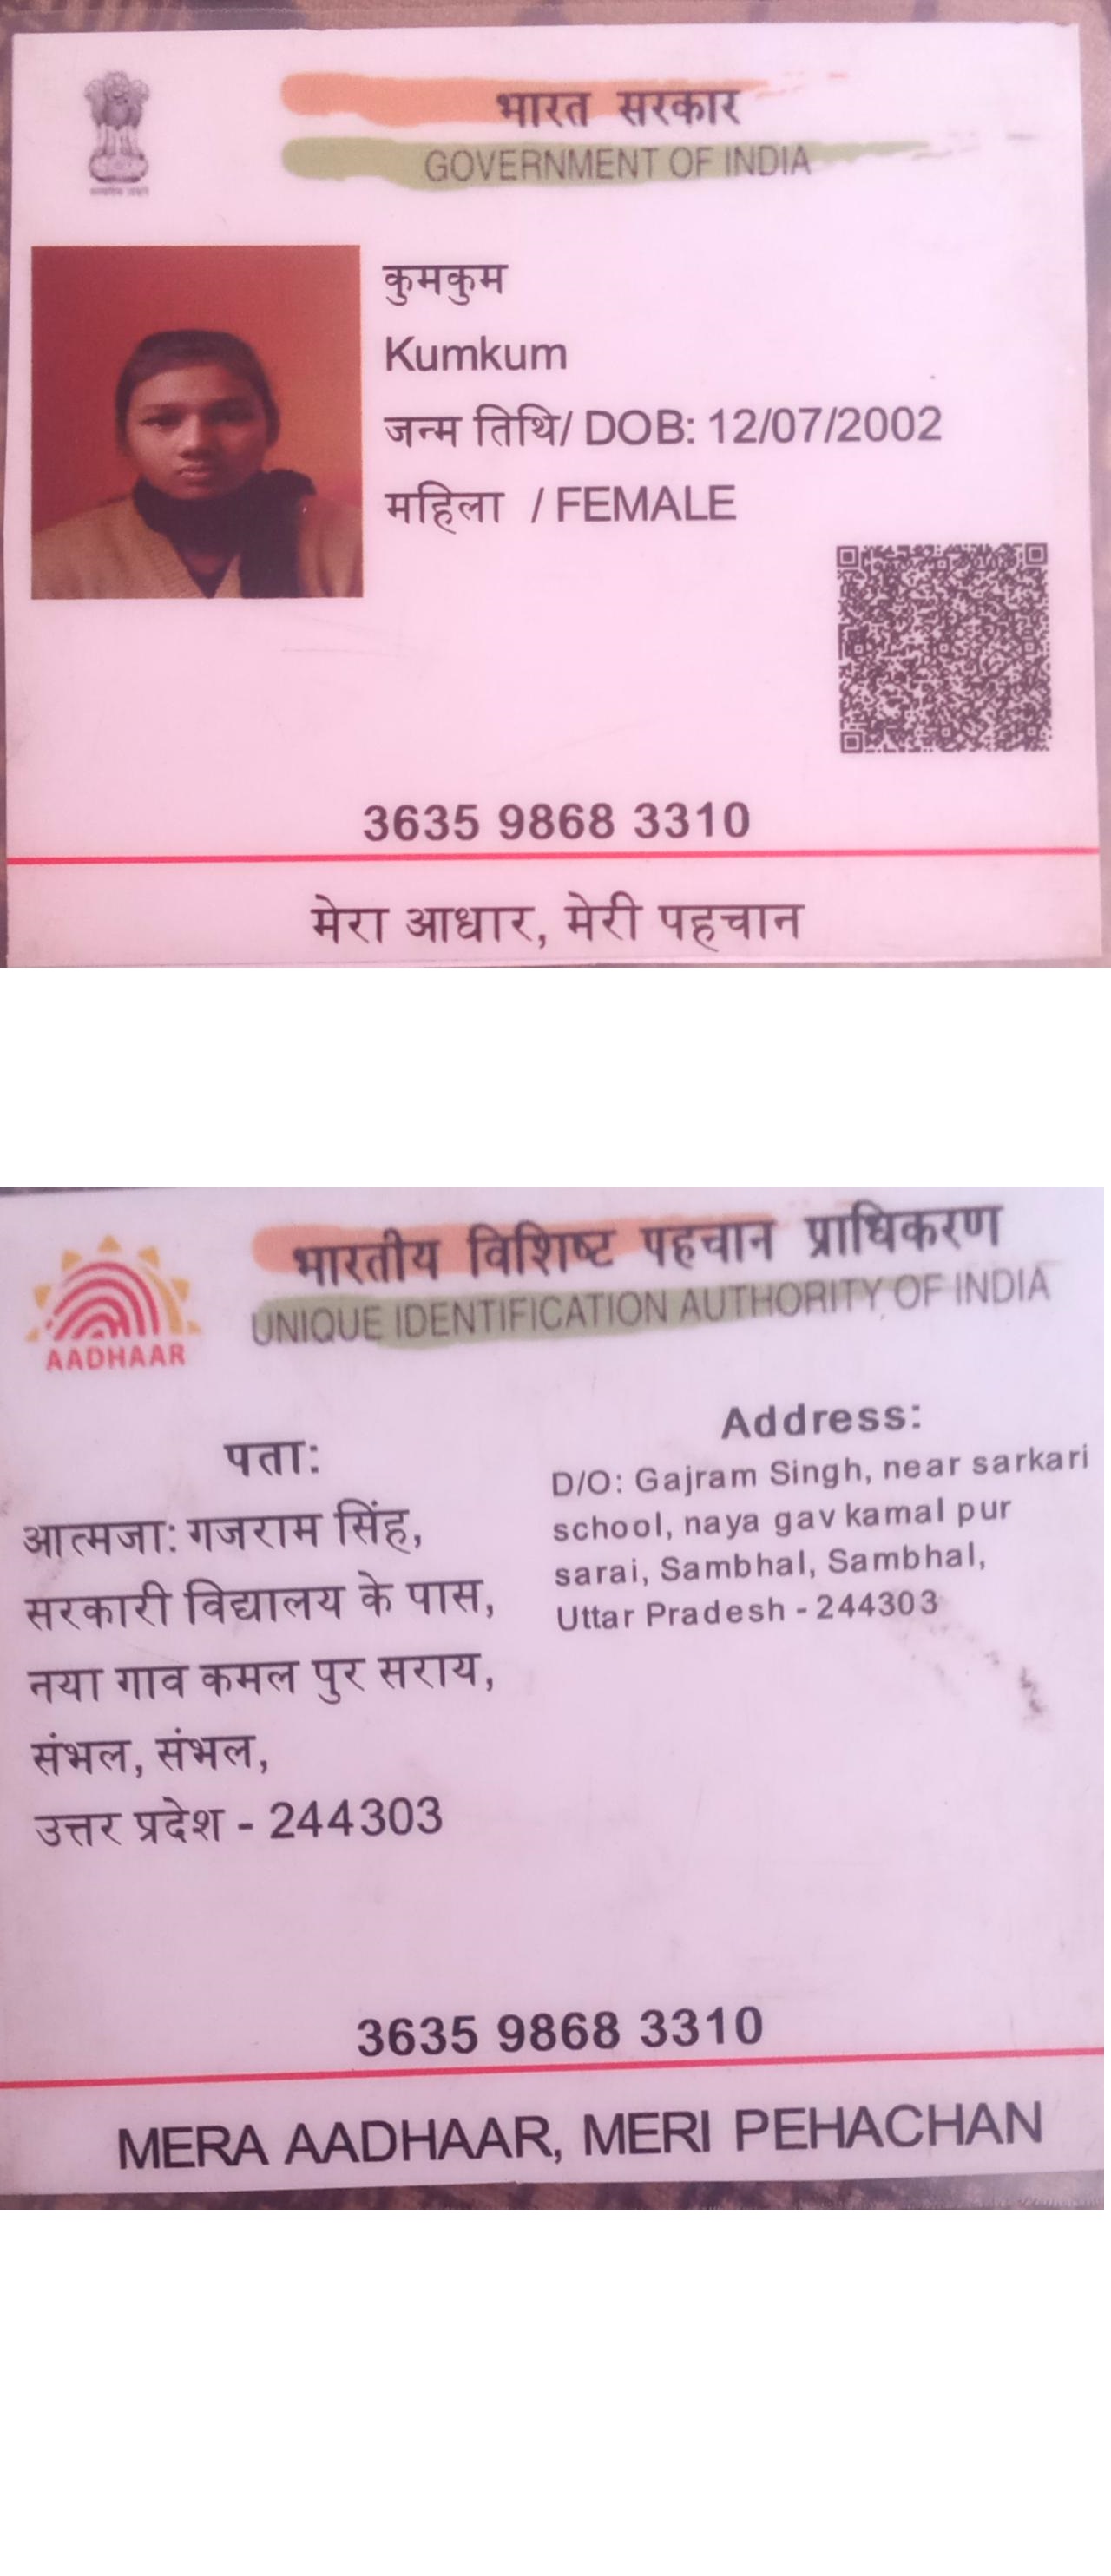 भारत सरकार
GOVERNMENT OF INDIA
कुमकुम
Kumkum
जन्म तिथि/ DOB: 12/07/2002
महिला / FEMALE
3635 9868 3310
मेरा आधार, मेरी पहचान
भारतीय विशिष्ट पहचान प्राधिकरण
UNIQUE IDENTIFICATION AUTHORITY OF INDIA
AADHAAR
पता:
आत्मजा: गजराम सिंह,
सरकारी विद्यालय के पास,
नया गाव कमल पुर सराय,
संभल, संभल,
उत्तर प्रदेश - 244303
Address:
D/O: Gajram Singh, near sarkari
school, naya gav kamal pur
sarai, Sambhal, Sambhal,
Uttar Pradesh - 244303
3635 9868 3310
MERA AADHAAR, MERI PEHACHAN